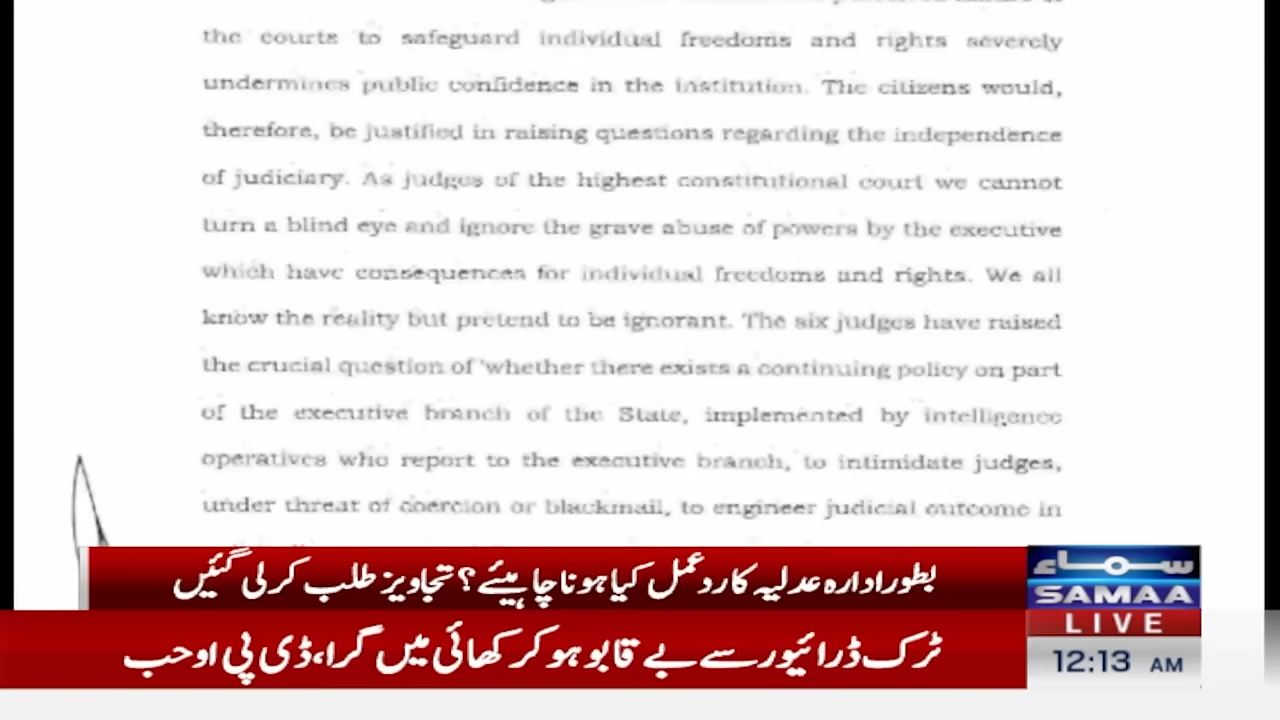 the courts to safeguard individual freedoms and rights severely
undermines public confidence in the institution. The citizens would,
therefore, be justified in raising questions regarding the independence
of judiciary. As judges of the highest constitutional court we cannot
turn a blind eye and ignore the grave abuse of powers by the executive
which have consequences for individual freedoms and rights. We all
know the reality but pretend to be ignorant. The six judges have raised
the crucial question of 'whether there exists a continuing policy on part
of the executive branch of the State, implemented by intelligence
operatives who report to the executive branch, to intimidate judges,
under threat of coercion or blackmail, to engineer judicial outcome in
بطور ادارہ عدلیہ کا ردعمل کیا ہونا چاہیئے؟ تجاویز طلب کرلی گئیں
ٹرک ڈرائیور سے بے قابو ہو کر کھائی میں گرا، ڈی پی او حب
سماء
SAMAA
LIVE
12:13 AM